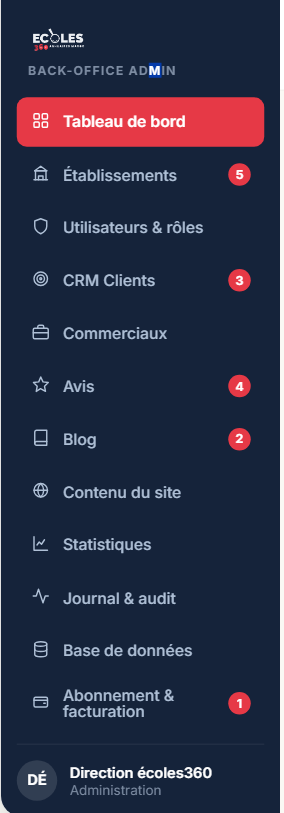 ECOLES
360
BACK-OFFICE ADMIN
Tableau de bord
Établissements 5
Utilisateurs & rôles
CRM Clients 3
Commerciaux
Avis 4
Blog 2
Contenu du site
Statistiques
Journal & audit
Base de données
Abonnement &
facturation 1
DÉ Direction écoles360
Administration